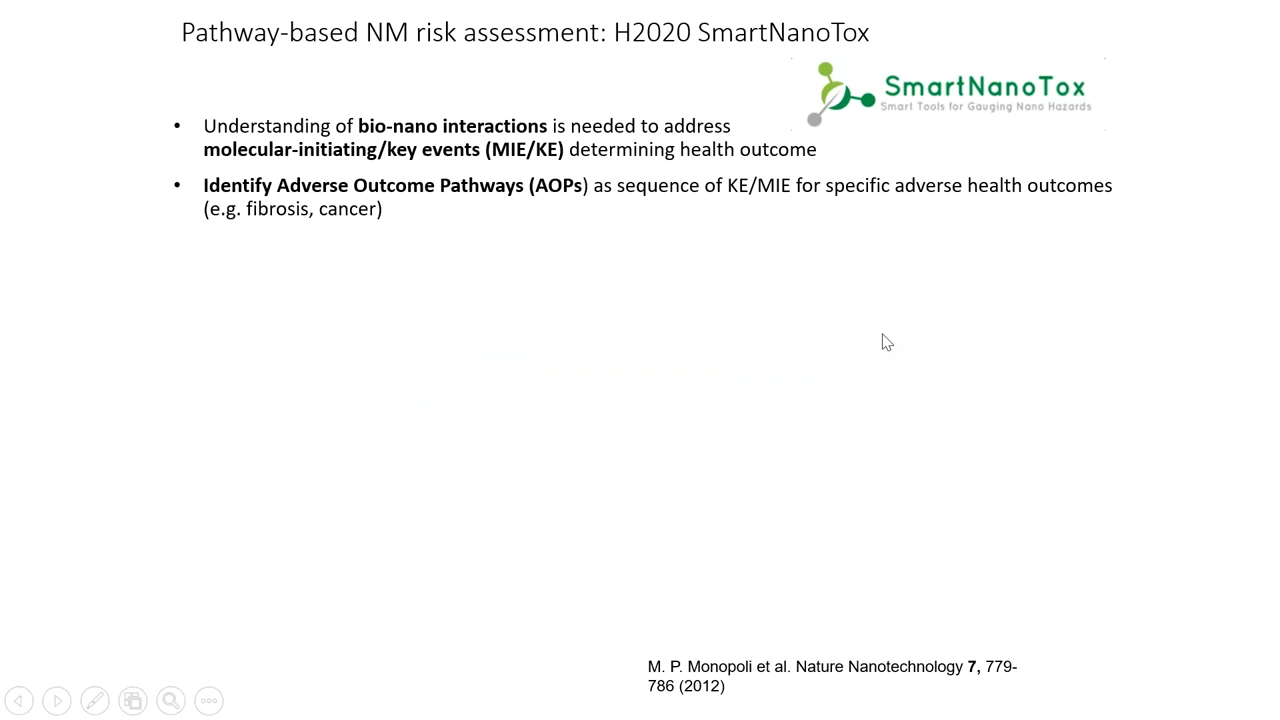 Pathway-based NM risk assessment: H2020 SmartNanoTox
SmartNanoTox
Smart Tools for Gauging Nano Hazards
• Understanding of bio-nano interactions is needed to address
molecular-initiating/key events (MIE/KE) determining health outcome
• Identify Adverse Outcome Pathways (AOPs) as sequence of KE/MIE for specific adverse health outcomes
(e.g. fibrosis, cancer)
M. P. Monopoli et al. Nature Nanotechnology 7, 779-
786 (2012)